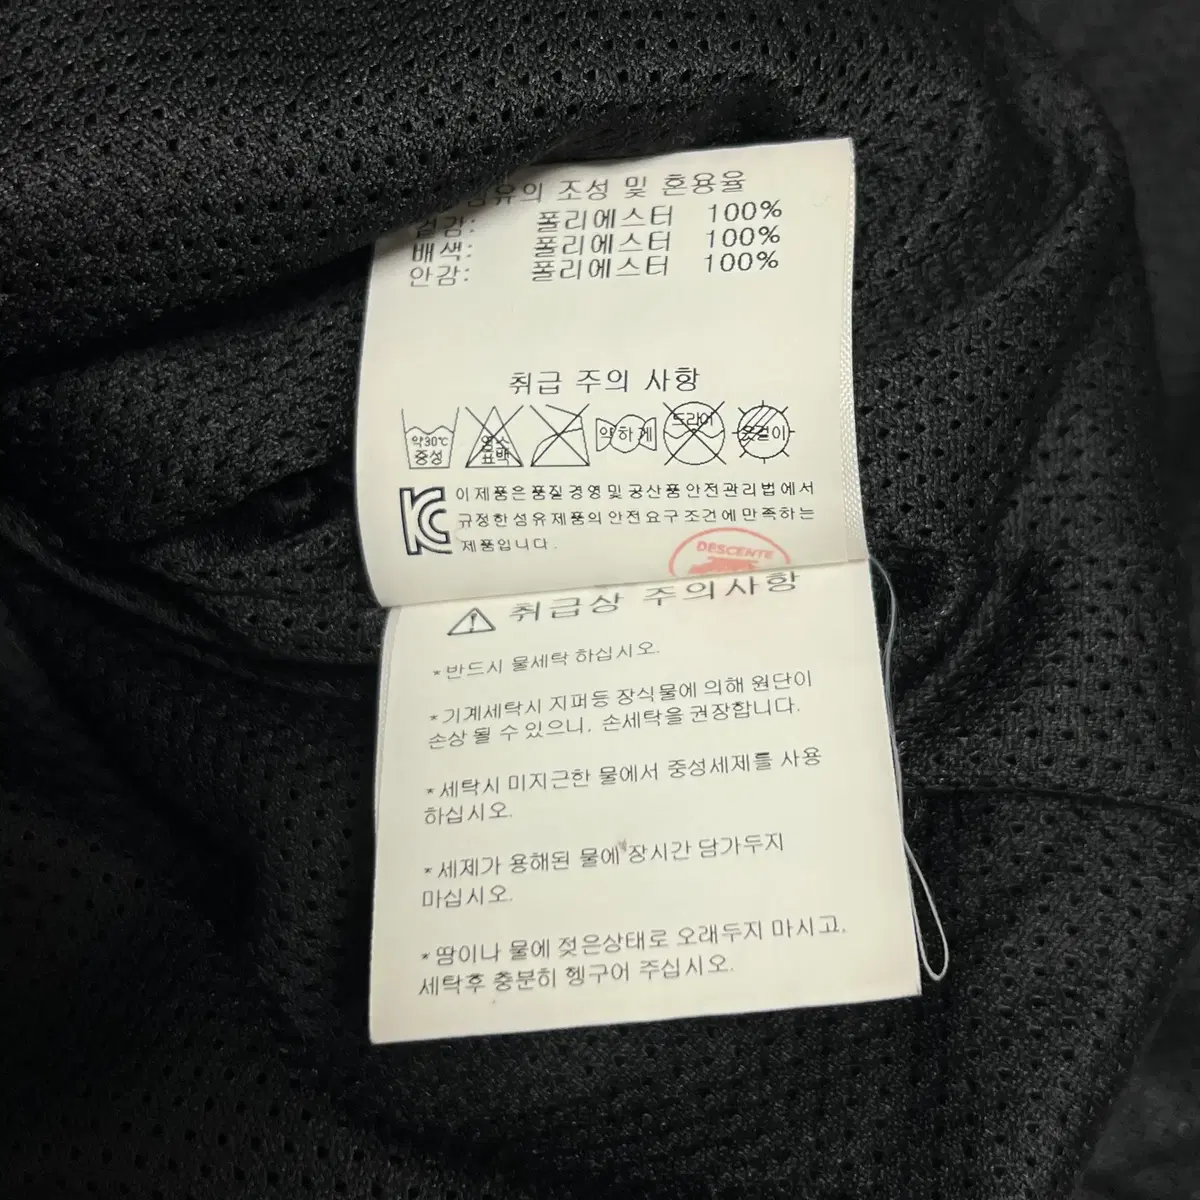 섬유의 조성 및 혼용율
겉감: 폴리에스터 100%
배색: 폴리에스터 100%
안감: 폴리에스터 100%
취급 주의 사항
약30℃ 중성
염소 표백
약하게
드라이
옷걸이
이 제품은 품질 경영 및 공산품 안전관리법에서
규정한 섬유제품의 안전요구 조건에 만족하는
제품입니다.
DESCENTE
취급상 주의사항
*반드시 물세탁 하십시오.
*기계세탁시 지퍼등 장식물에 의해 원단이
손상 될 수 있으니, 손세탁을 권장합니다.
*세탁시 미지근한 물에서 중성세제를 사용
하십시오.
*세제가 용해된 물에 장시간 담가두지
마십시오.
*땀이나 물에 젖은상태로 오래두지 마시고,
세탁후 충분히 헹구어 주십시오.